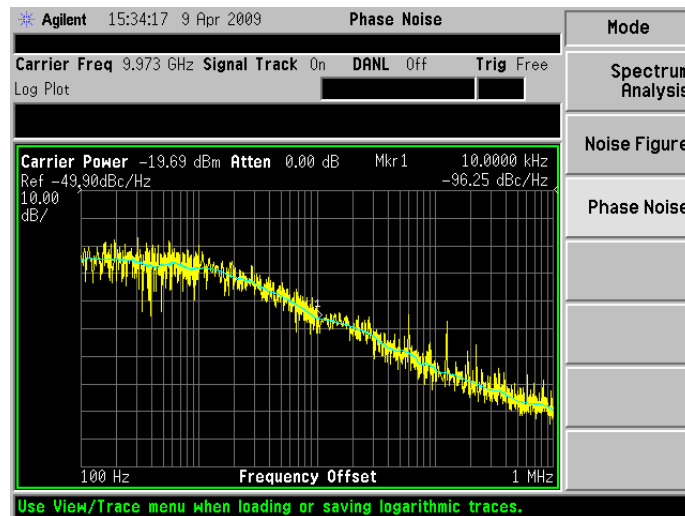 Agilent 15:34:17 9 Apr 2009 Phase Noise
Mode
Carrier Freq 9.973 GHz Signal Track On DANL Off Trig Free
Log Plot
Spectrum
Analysis
Noise Figure
Phase Noise
Carrier Power -19.69 dBm Atten 0.00 dB Mkr1 10.0000 kHz
Ref -49.90dBc/Hz -96.25 dBc/Hz
10.00
dB/
1
100 Hz Frequency Offset 1 MHz
Use View/Trace menu when loading or saving logarithmic traces.